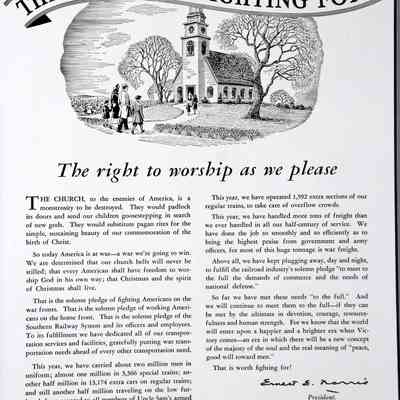 The right to worship as we please
THE CHURCH, to the enemies of America, is a
monstrosity to be destroyed. They would padlock
its doors and send our children goosestepping in search
of new gods. They would substitute pagan rites for the
simple, sustaining beauty of our commemoration of the
birth of Christ.
So today America is at war—a war we're going to win.
We are determined that our church bells will never be
stilled; that every American shall have freedom to wor-
ship God in his own way; that Christmas and the Spirit
of Christmas shall live.
That is the solemn pledge of fighting Americans on the
war fronts. That is the solemn pledge of working Ameri-
cans on the home front. That is the solemn pledge of the
Southern Railway System and its officers and employees.
To its fulfillment we have dedicated all of our transpor-
tation services and facilities, gratefully putting war trans-
portation needs ahead of every other transportation need.
This year, we have carried about two million men in
uniform; almost one million in 3,366 special trains; an-
other half million in 13,174 extra cars on regular trains;
and still another half million traveling on the low fur-
to all members of Uncle Sam's armed
This year, we have operated 1,392 extra sections of our
regular trains, to take care of overflow crowds.
This year, we have handled more tons of freight than
we ever handled in all our half-century of service. We have
done the job so smoothly and so efficiently as to
bring the highest praise from government and army
officers, for most of this huge tonnage is war freight.
Above all, we have kept plugging away, day and night,
to fulfill the railroad industry's solemn pledge "to meet to
the full the demands of commerce and the needs of
national defense."
So far we have met these needs "to the full." And
we will continue to meet them to the full—if they can
be met by the ultimate in devotion, courage, resource-
fulness and human strength. For we know that the world
will enter upon a happier and a brighter era when Vic-
tory comes—an era in which there will be a new concept
of the majesty of the soul and the real meaning of "peace,
good will toward men."
That is worth fighting for!
Ernest E. Norris
President.